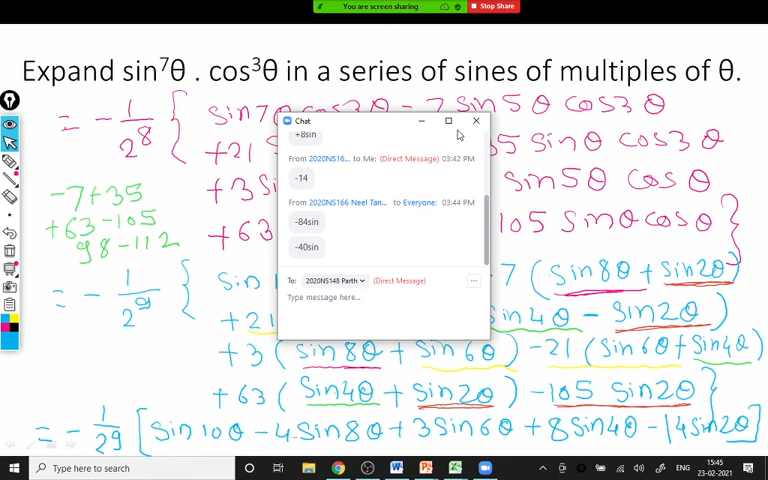 You are screen sharing Stop Share
Expand sin⁷θ . cos³θ in a series of sines of multiples of θ.
= - 1/2⁸ { sin7θ cos3θ - 7 sin5θ cos3θ
+21 sin θ cos3θ
-7+35 +3 sin5θ cosθ
+63-105 +63 105 sinθcosθ }
98-112
= - 1/2⁹ { sin 7 (sin8θ + sin2θ)
+21 sin4θ - sin2θ )
+3 ( sin8θ + sin6θ ) -21 (sin6θ + sin4θ)
+63 ( sin4θ + sin2θ ) -105 sin2θ }
= - 1/2⁹ [ sin10θ - 4 sin8θ + 3 sin6θ + 8 sin4θ - 14 sin2θ ]
Chat
+8sin
From 2020NS16... to Me: (Direct Message) 03:42 PM
-14
From 2020NS166 Neel Tan... to Everyone: 03:44 PM
-84sin
-40sin
To: 2020NS148 Parth (Direct Message) ...
Type message here...
Type here to search ENG 15:45
23-02-2021